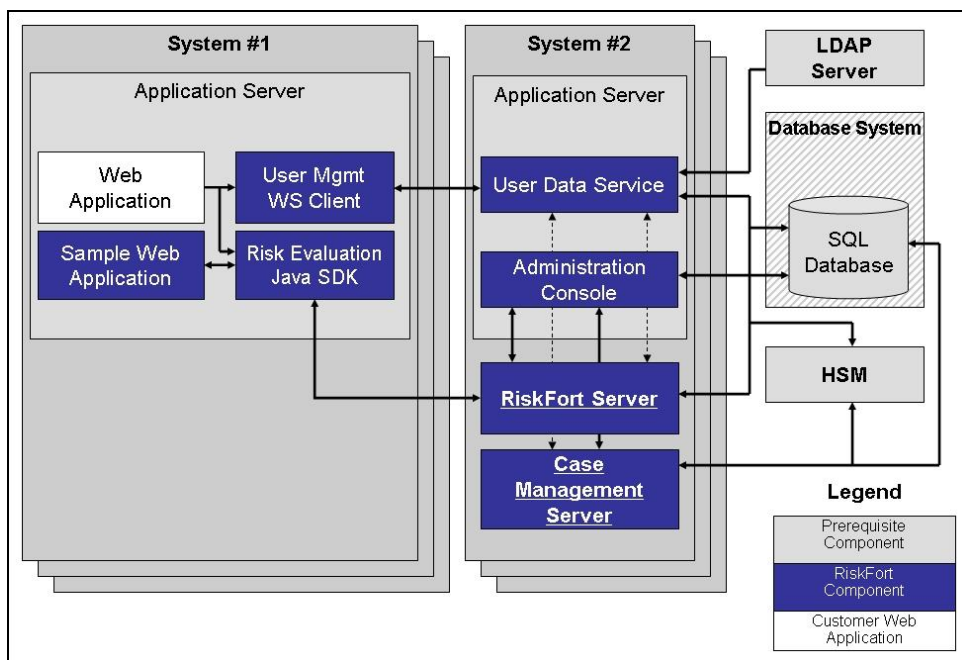 System #1
Application Server
Web
Application
User Mgmt
WS Client
Sample Web
Application
Risk Evaluation
Java SDK
System #2
Application Server
User Data Service
Administration
Console
RiskFort Server
Case
Management
Server
LDAP
Server
Database System
SQL
Database
HSM
Legend
Prerequisite
Component
RiskFort
Component
Customer Web
Application